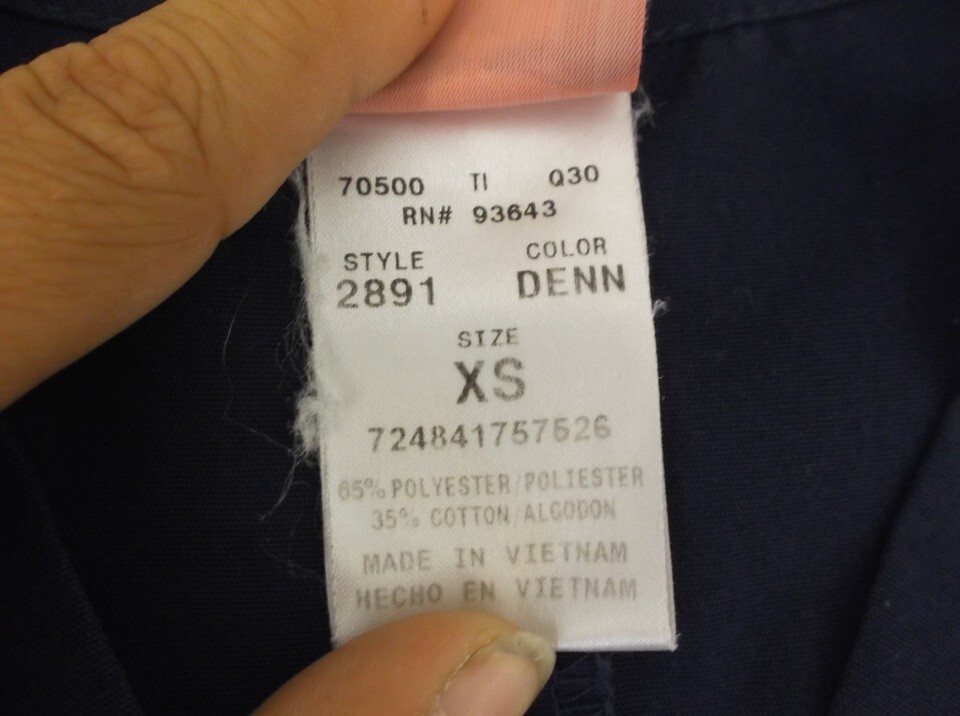 70500 TI Q30
RN# 93643
STYLE COLOR
2891 DENN
SIZE
XS
724841757626
65% POLYESTER/POLIESTER
35% COTTON/ALGODON
MADE IN VIETNAM
HECHO EN VIETNAM